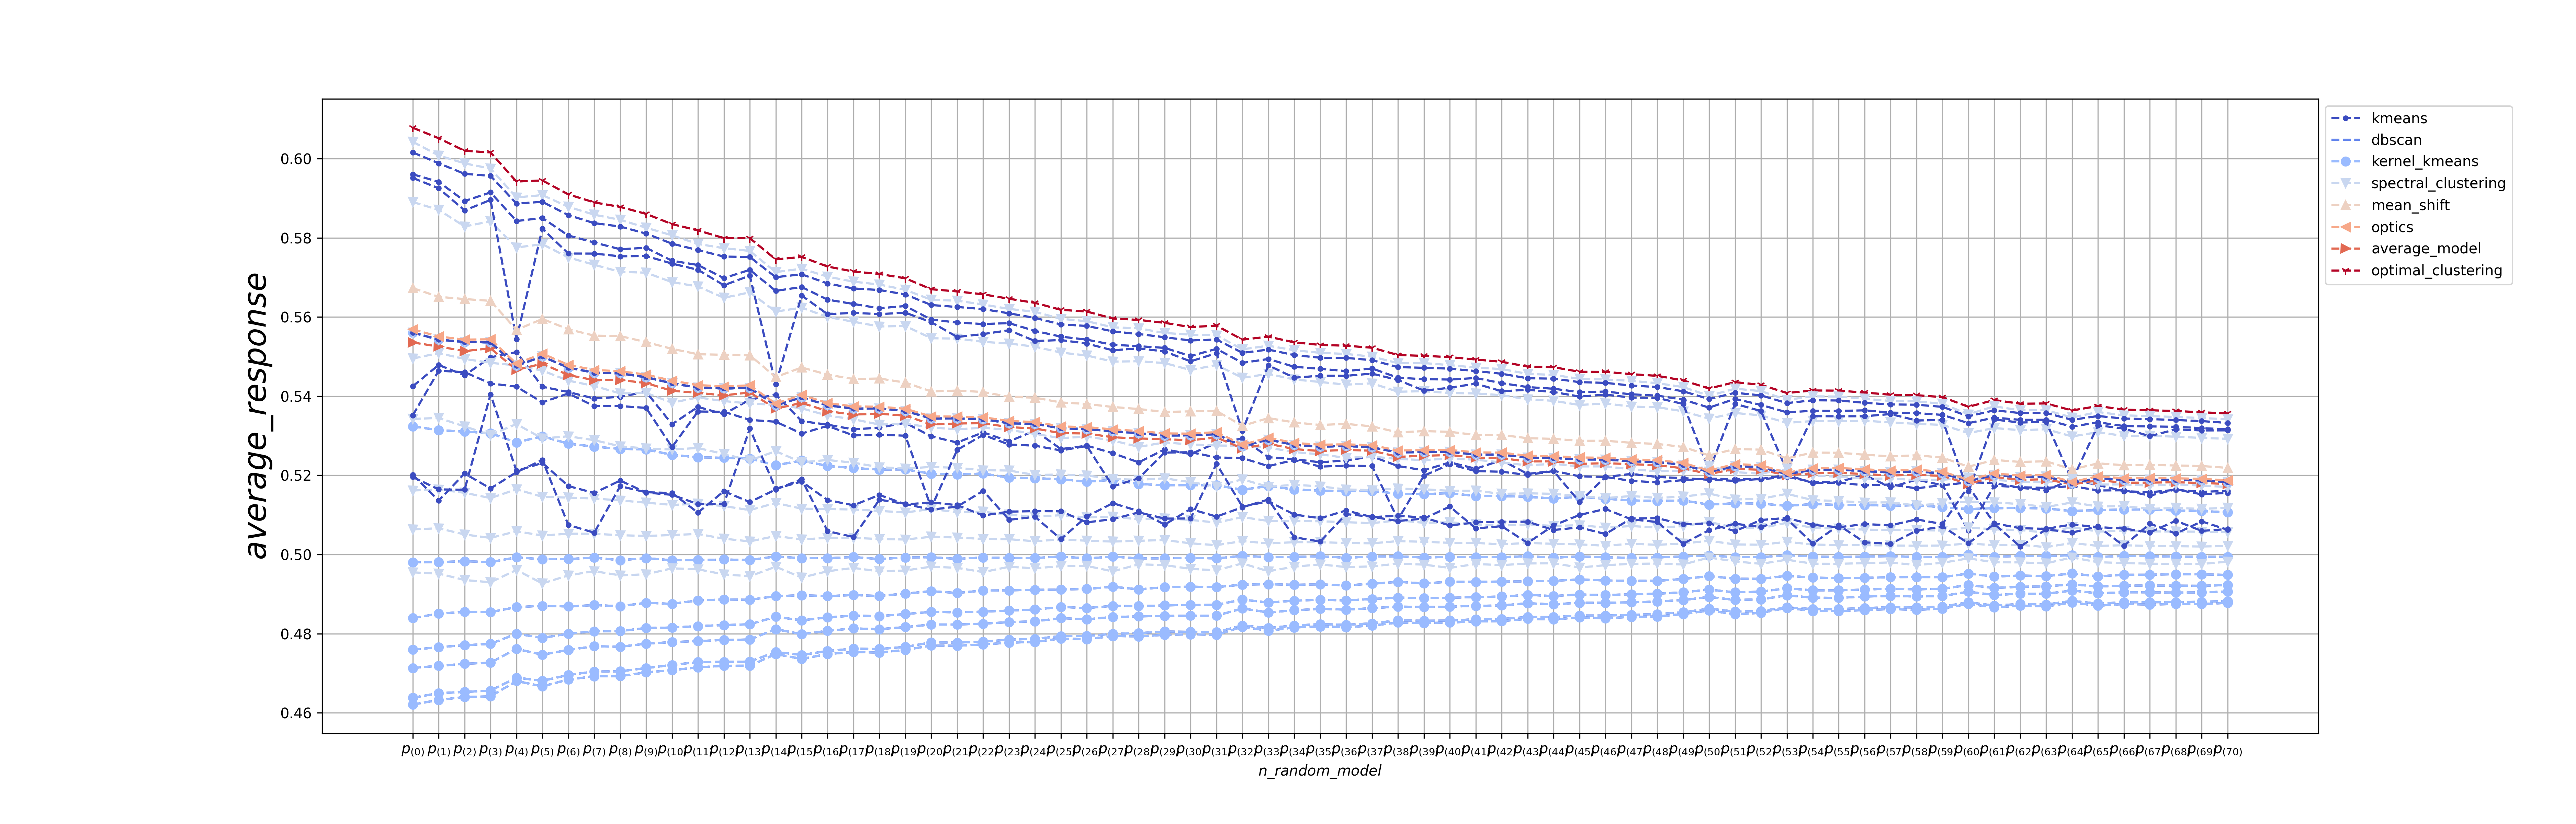 average_response
0.60
0.58
0.56
0.54
0.52
0.50
0.48
0.46
p(0) p(1) p(2) p(3) p(4) p(5) p(6) p(7) p(8) p(9) p(10) p(11) p(12) p(13) p(14) p(15) p(16) p(17) p(18) p(19) p(20) p(21) p(22) p(23) p(24) p(25) p(26) p(27) p(28) p(29) p(30) p(31) p(32) p(33) p(34) p(35) p(36) p(37) p(38) p(39) p(40) p(41) p(42) p(43) p(44) p(45) p(46) p(47) p(48) p(49) p(50) p(51) p(52) p(53) p(54) p(55) p(56) p(57) p(58) p(59) p(60) p(61) p(62) p(63) p(64) p(65) p(66) p(67) p(68) p(69) p(70)
n_random_model
kmeans
dbscan
kernel_kmeans
spectral_clustering
mean_shift
optics
average_model
optimal_clustering